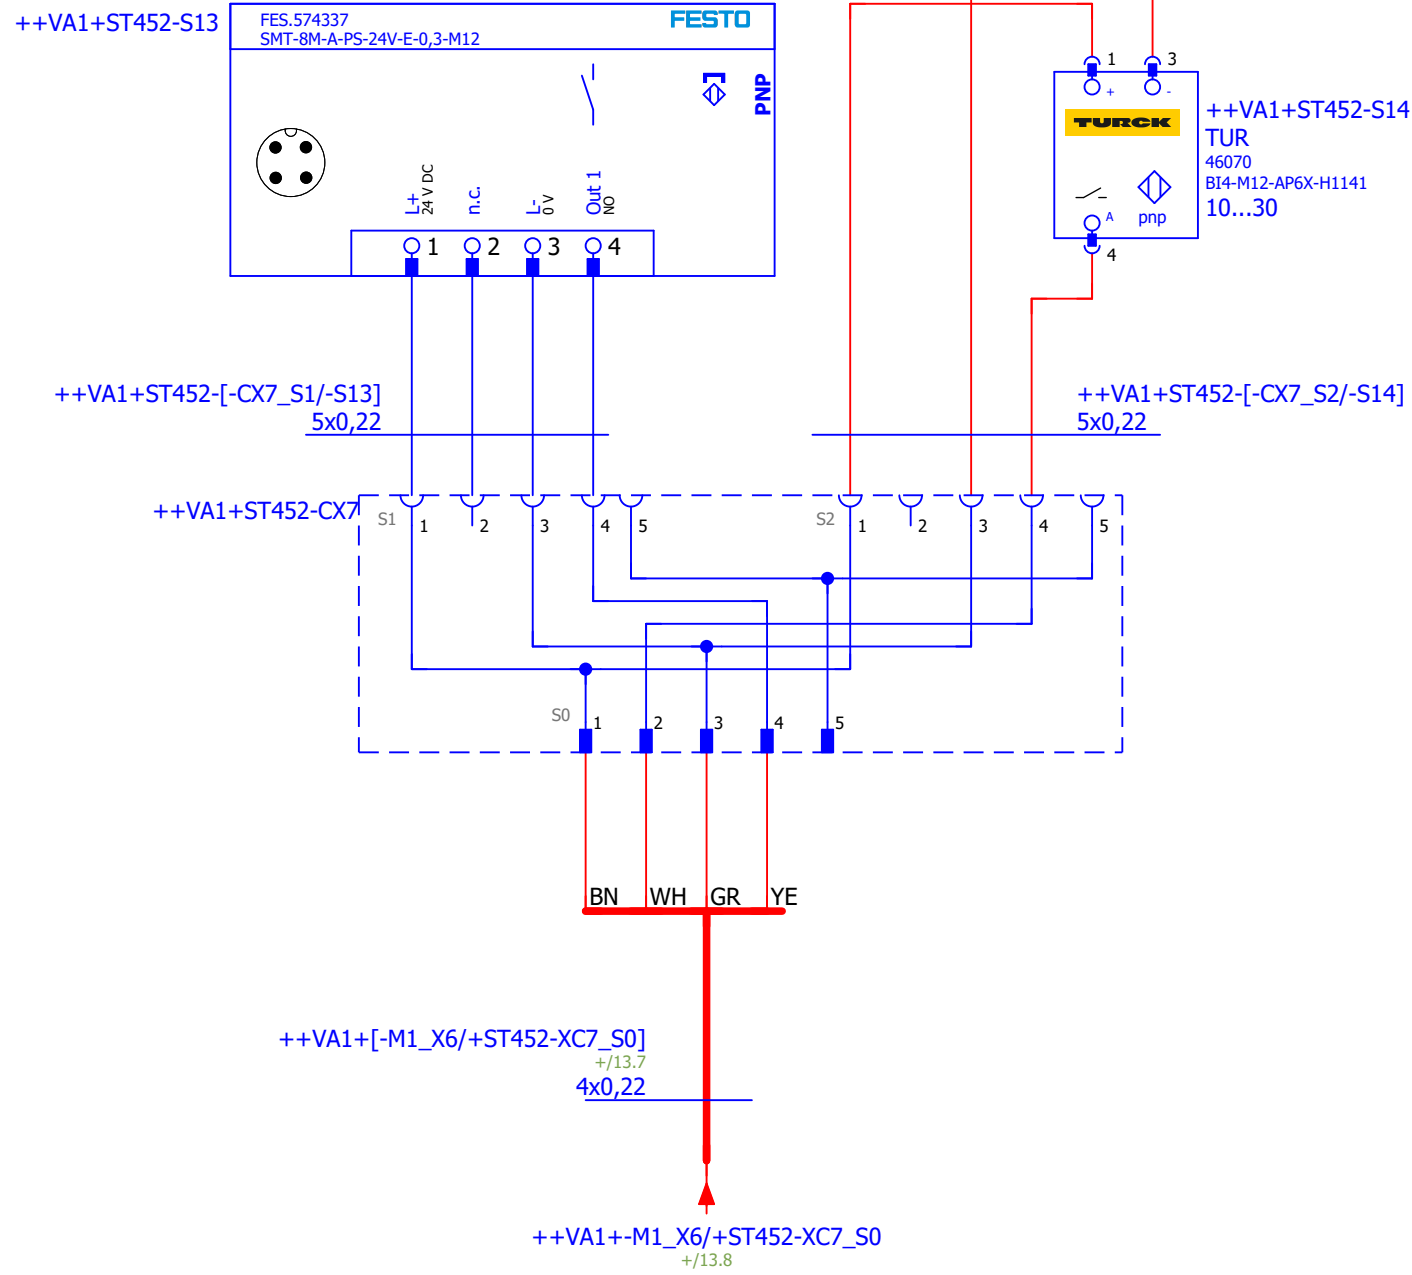 ++VA1+ST452-S13
FES.574337
SMT-8M-A-PS-24V-E-0,3-M12
FESTO
PNP
L+
24 V DC
n.c.
L-
0 V
Out 1
NO
1
2
3
4
1
3
+
-
TURCK
A
pnp
4
++VA1+ST452-S14
TUR
46070
BI4-M12-AP6X-H1141
10...30
++VA1+ST452-[-CX7_S1/-S13]
5x0,22
++VA1+ST452-[-CX7_S2/-S14]
5x0,22
++VA1+ST452-CX7
S1
1
2
3
4
5
S2
1
2
3
4
5
S0
1
2
3
4
5
BN
WH
GR
YE
++VA1+[-M1_X6/+ST452-XC7_S0]
+/13.7
4x0,22
++VA1+-M1_X6/+ST452-XC7_S0
+/13.8